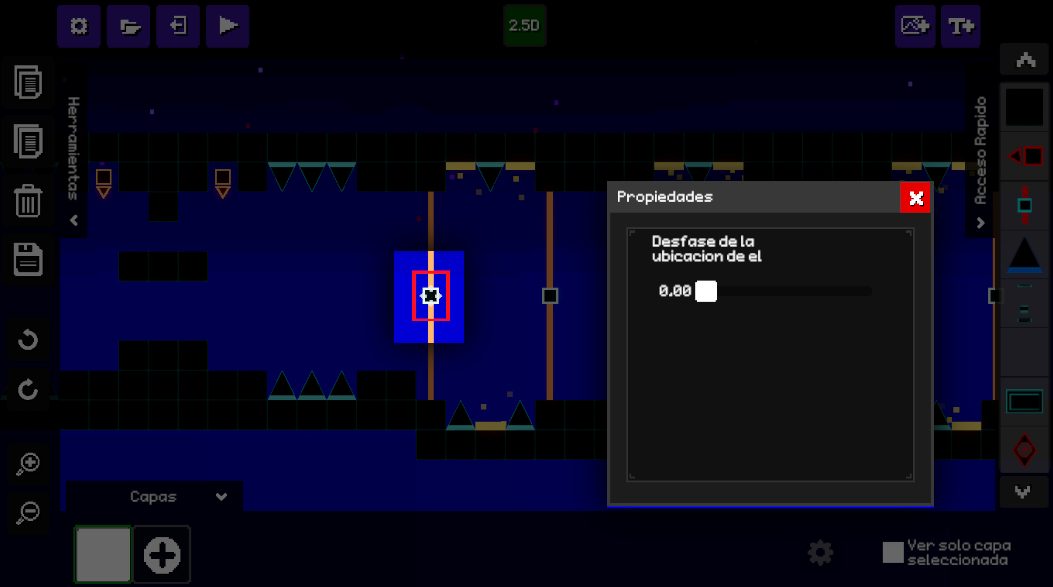 2.5D
T+
Herramientas
Acceso Rapido
Propiedades
Desfase de la
ubicacion de el
0.00
Capas
Ver solo capa
seleccionada